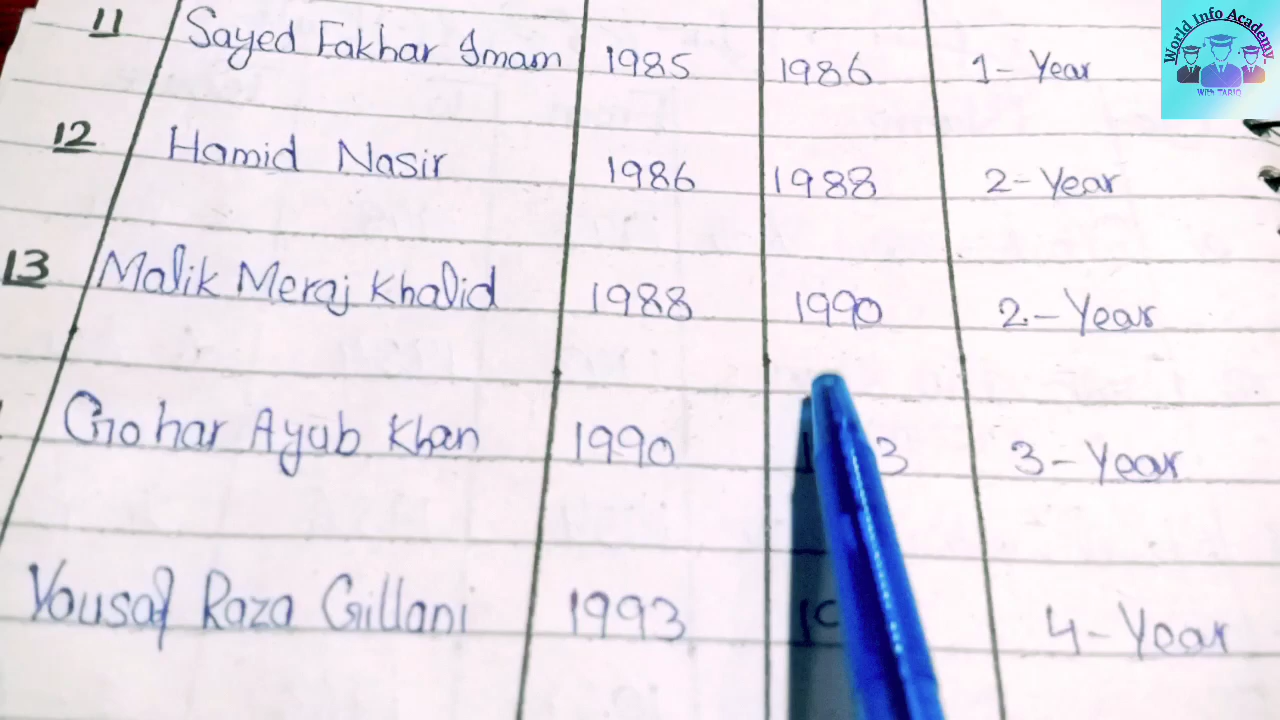 11 Sayed Fakhar Imam 1985 1986 1-Year
12 Hamid Nasir 1986 1988 2-Year
13 Malik Meraj Khalid 1988 1990 2-Year
Gohar Ayub Khan 1990 3-Year
Yousaf Raza Gillani 1993 4-Year
World Info Academy
With TARIQ